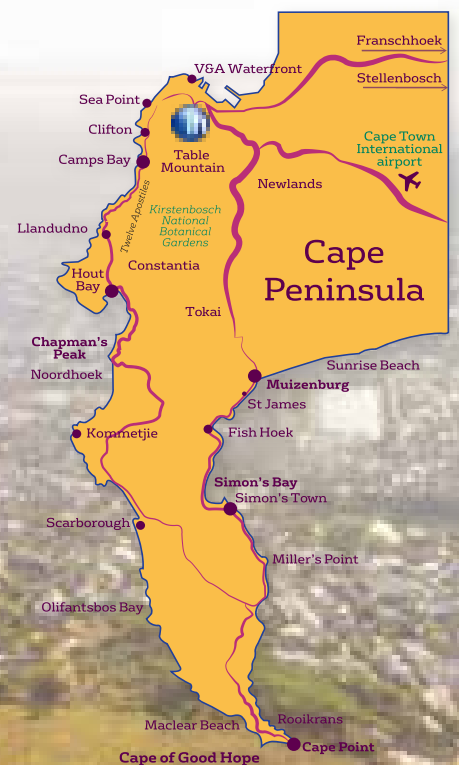 Franschhoek
Stellenbosch
V&A Waterfront
Sea Point
Clifton
Camps Bay
Table
Mountain
Cape Town
International
airport
Newlands
Twelve Apostles
Kirstenbosch
National
Botanical
Gardens
Llandudno
Constantia
Hout
Bay
Cape
Peninsula
Tokai
Chapman's
Peak
Noordhoek
Sunrise Beach
Muizenburg
St James
Kommetjie
Fish Hoek
Simon's Bay
Simon's Town
Scarborough
Miller's Point
Olifantsbos Bay
Maclear Beach
Rooikrans
Cape Point
Cape of Good Hope